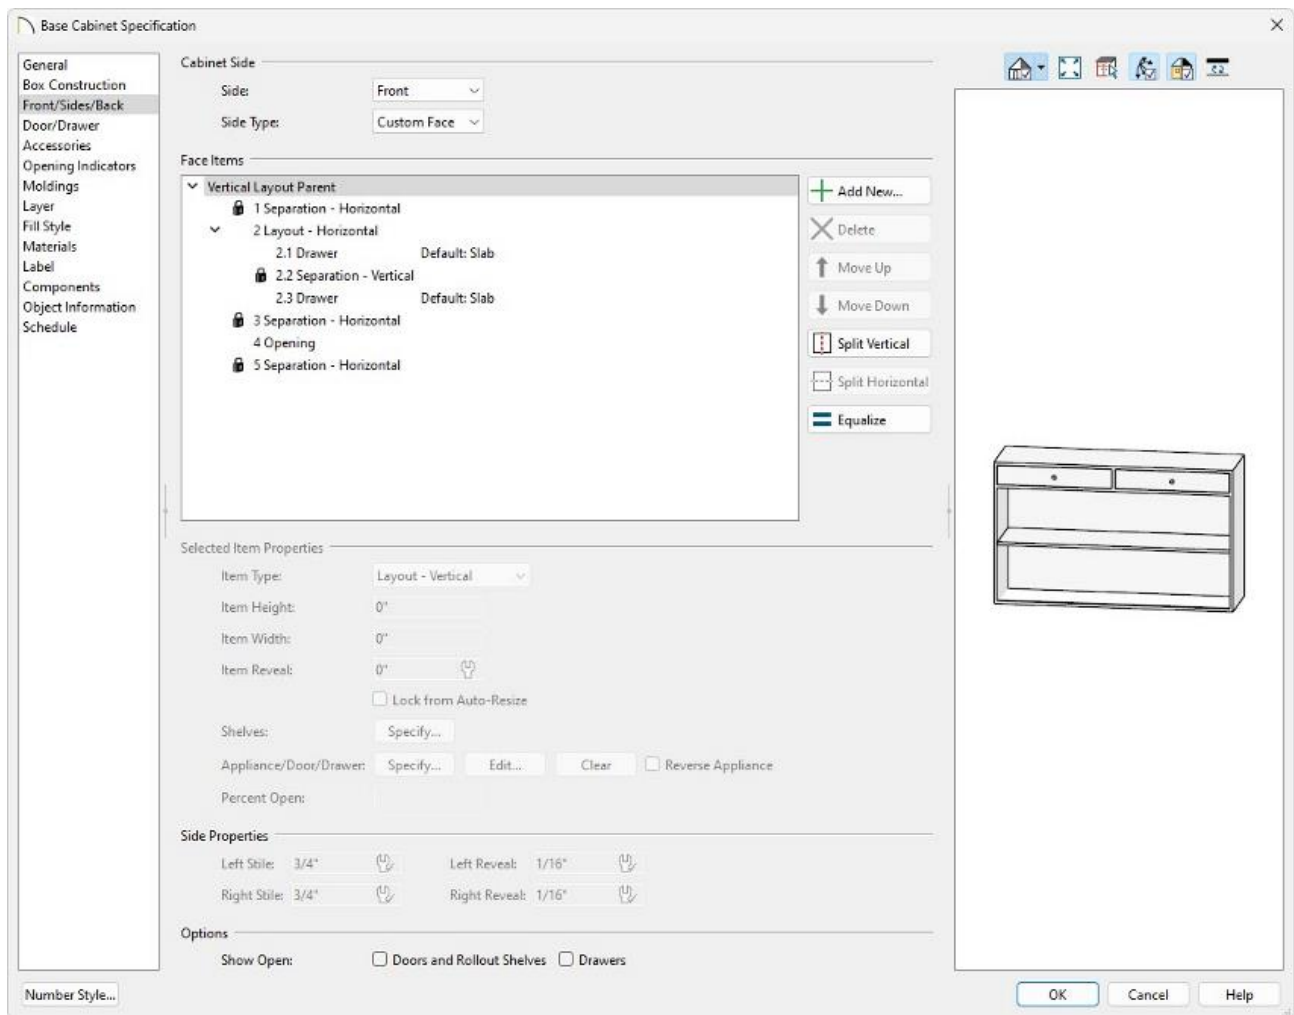 Base Cabinet Specification
General
Box Construction
Front/Sides/Back
Door/Drawer
Accessories
Opening Indicators
Moldings
Layer
Fill Style
Materials
Label
Components
Object Information
Schedule
Cabinet Side
Side: Front
Side Type: Custom Face
Face Items
Vertical Layout Parent
1 Separation - Horizontal
2 Layout - Horizontal
2.1 Drawer Default: Slab
2.2 Separation - Vertical
2.3 Drawer Default: Slab
3 Separation - Horizontal
4 Opening
5 Separation - Horizontal
Add New...
Delete
Move Up
Move Down
Split Vertical
Split Horizontal
Equalize
Selected Item Properties
Item Type: Layout - Vertical
Item Height: 0"
Item Width: 0"
Item Reveal: 0"
Lock from Auto-Resize
Shelves: Specify...
Appliance/Door/Drawer: Specify... Edit... Clear Reverse Appliance
Percent Open:
Side Properties
Left Stile: 3/4" Left Reveal: 1/16"
Right Stile: 3/4" Right Reveal: 1/16"
Options
Show Open: Doors and Rollout Shelves Drawers
Number Style... OK Cancel Help